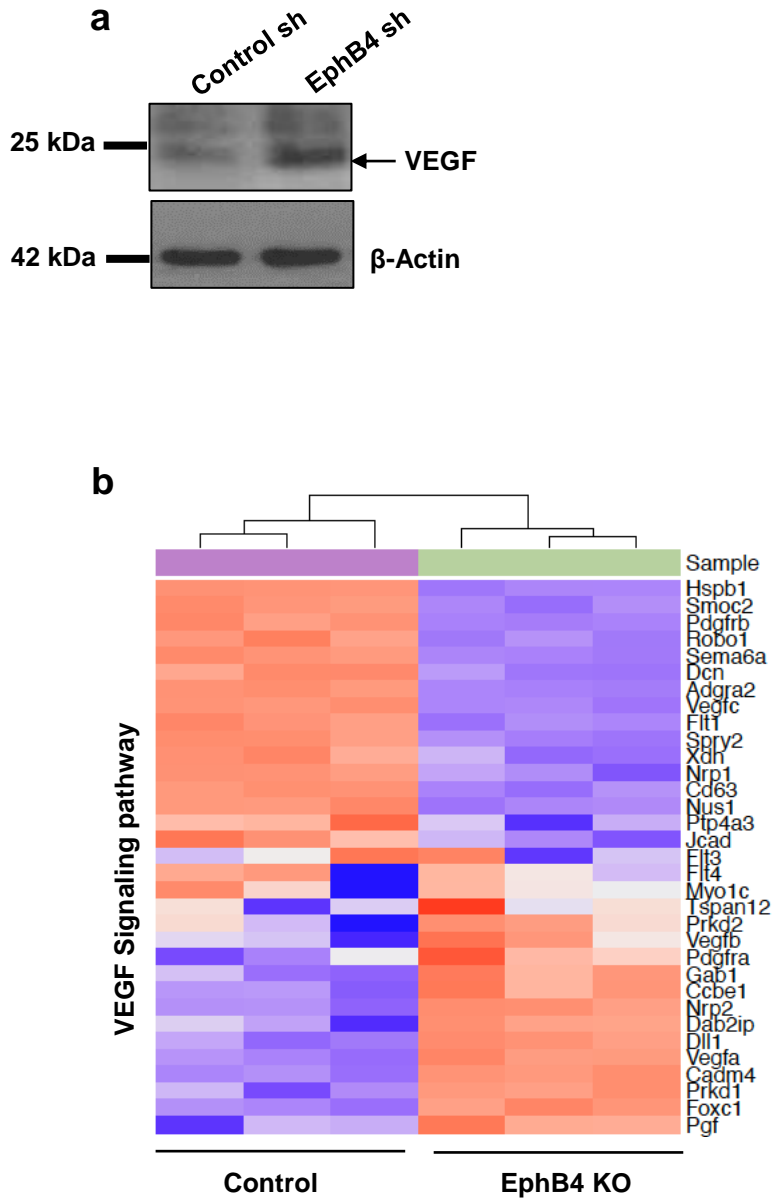 a
Control sh
EphB4 sh
25 kDa
VEGF
42 kDa
β-Actin
b
Sample
Hspb1
Smoc2
Pdgfrb
Robo1
Sema6a
Dcn
Adgra2
Vegfc
Flt1
Spry2
Xdh
Nrp1
Cd63
Nus1
Ptp4a3
Jcad
Flt3
Flt4
Myo1c
Tspan12
Prkd2
Vegfb
Pdgfra
Gab1
Ccbe1
Nrp2
Dab2ip
Dll1
Vegfa
Cadm4
Prkd1
Foxc1
Pgf
VEGF Signaling pathway
Control
EphB4 KO